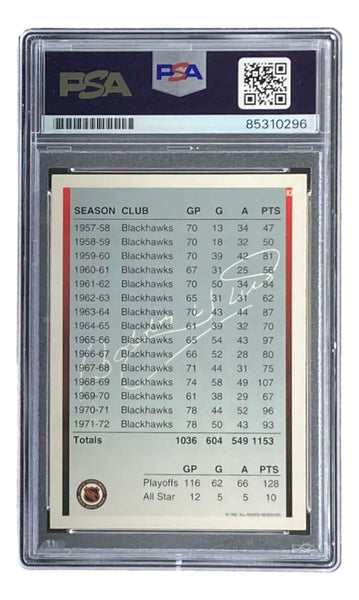 PSA PSA
85310296
SEASON CLUB GP G A PTS
1957-58 Blackhawks 70 13 34 47
1958-59 Blackhawks 70 18 32 50
1959-60 Blackhawks 70 39 42 81
1960-61 Blackhawks 67 31 25 56
1961-62 Blackhawks 70 50 34 84
1962-63 Blackhawks 65 31 31 62
1963-64 Blackhawks 70 43 44 87
1964-65 Blackhawks 61 39 32 71
1965-66 Blackhawks 65 54 43 97
1966-67 Blackhawks 66 52 28 80
1967-68 Blackhawks 71 44 31 75
1968-69 Blackhawks 74 58 49 107
1969-70 Blackhawks 61 38 29 67
1970-71 Blackhawks 78 44 52 96
1971-72 Blackhawks 78 50 43 93
Totals 1036 604 549 1153
GP G A PTS
Playoffs 116 62 66 128
All Star 12 5 5 10